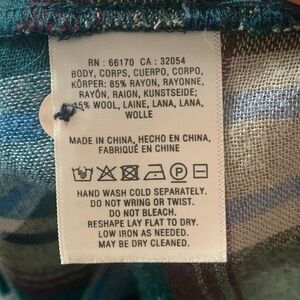 RN : 66170 CA : 32054
BODY, CORPS, CUERPO, CORPO,
KÖRPER: 85% RAYON, RAYONNE,
RAYÓN, RAION, KUNSTSEIDE;
15% WOOL, LAINE, LANA, LANA,
WOLLE
MADE IN CHINA, HECHO EN CHINA,
FABRIQUÉ EN CHINE
HAND WASH COLD SEPARATELY.
DO NOT WRING OR TWIST.
DO NOT BLEACH.
RESHAPE LAY FLAT TO DRY.
LOW IRON AS NEEDED.
MAY BE DRY CLEANED.